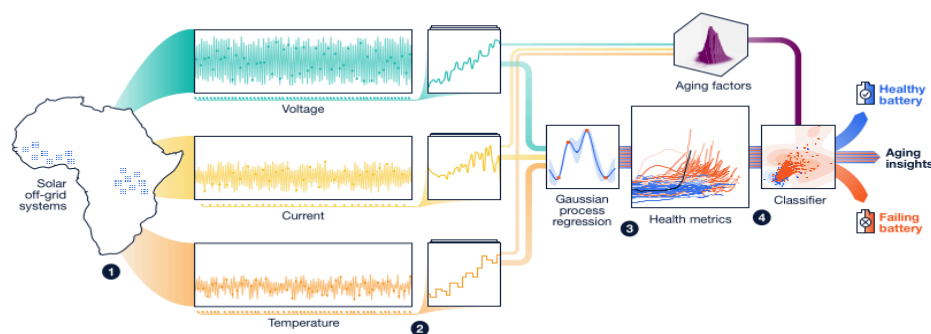 Voltage
Aging factors
Healthy
battery
Solar
off-grid
systems
Current
Gaussian
process
regression
3
Health metrics
4
Classifier
Aging
insights
Failing
battery
1
Temperature
2